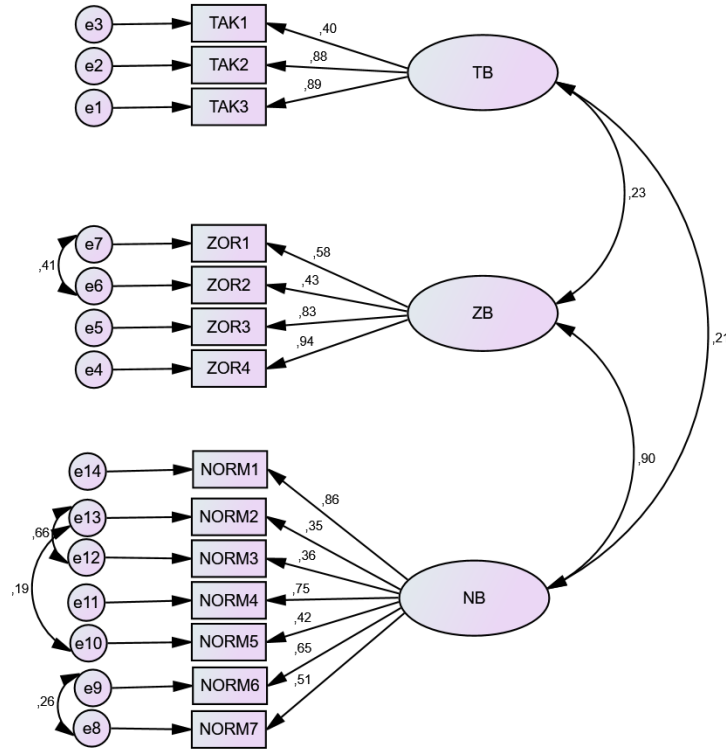 e3 TAK1 ,40
e2 TAK2 ,88 TB
e1 TAK3 ,89
,23
e7 ZOR1 ,58
,41 e6 ZOR2 ,43 ZB
e5 ZOR3 ,83
e4 ZOR4 ,94
,21
,90
e14 NORM1 ,86
e13 NORM2 ,35
,66 e12 NORM3 ,36
,19 e11 NORM4 ,75 NB
e10 NORM5 ,42
e9 NORM6 ,65
,26 e8 NORM7 ,51